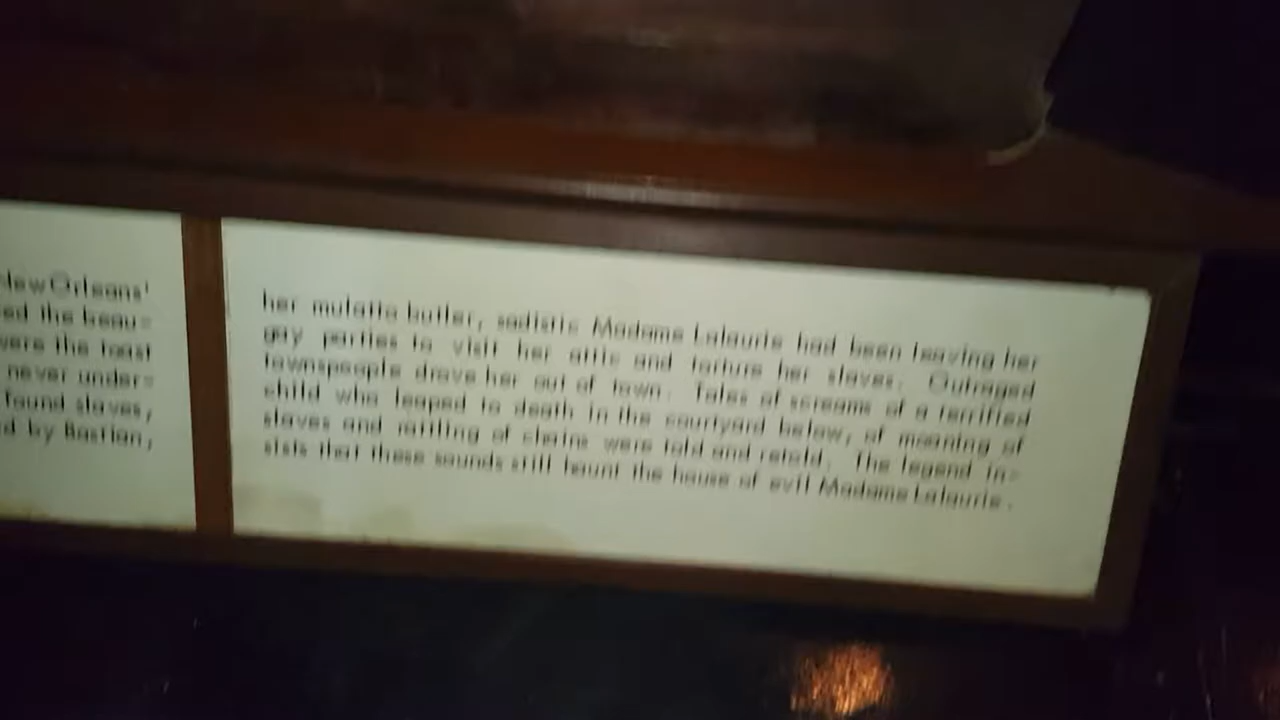 New Orleans'
ed the beau-
were the toast
never under-
found slaves,
d by Bastian,
her mulatto butler, sadistic Madame Lalaurie had been leaving her
gay parties to visit her attic and torture her slaves. Outraged
townspeople drove her out of town. Tales of screams of a terrified
child who leaped to death in the courtyard below, of moaning of
slaves and rattling of chains were told and retold. The legend in-
sists that these sounds still haunt the house of evil Madame Lalaurie.